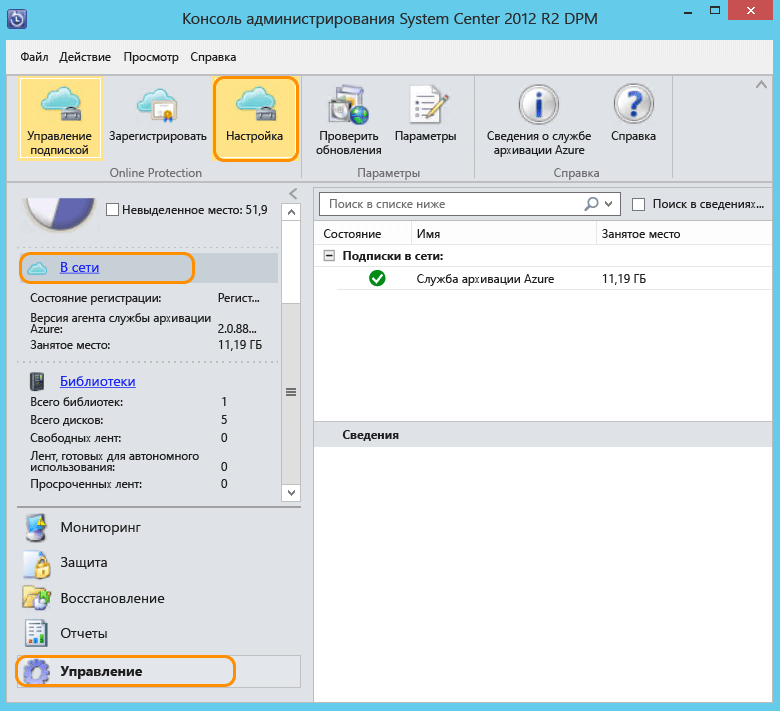 Консоль администрирования System Center 2012 R2 DPM
Файл Действие Просмотр Справка
Управление подпиской
Зарегистрировать
Настройка
Online Protection
Проверить обновления
Параметры
Параметры
Сведения о службе архивации Azure
Справка
Справка
Невыделенное место: 51,9
В сети
Состояние регистрации: Регист...
Версия агента службы архивации
Azure: 2.0.88...
Занятое место: 11,19 ГБ
Библиотеки
Всего библиотек: 1
Всего дисков: 5
Свободных лент: 0
Лент, готовых для автономного
использования: 0
Просроченных лент: 0
Мониторинг
Защита
Восстановление
Отчеты
Управление
Поиск в списке ниже
Поиск в сведениях...
Состояние Имя Занятое место
Подписки в сети:
Служба архивации Azure 11,19 ГБ
Сведения